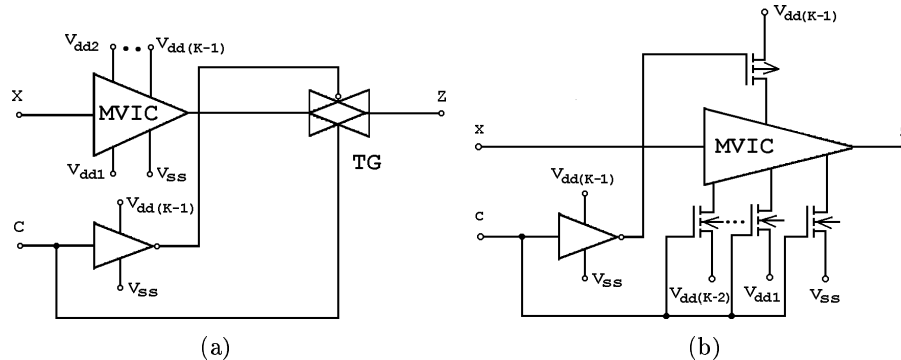 Vdd2
Vdd(K-1)
X
MVIC
Z
Vdd1
Vss
TG
Vdd(K-1)
C
Vss
(a)
Vdd(K-1)
X
MVIC
Vdd(K-1)
C
Vss
Vdd(K-2)
Vdd1
Vss
(b)